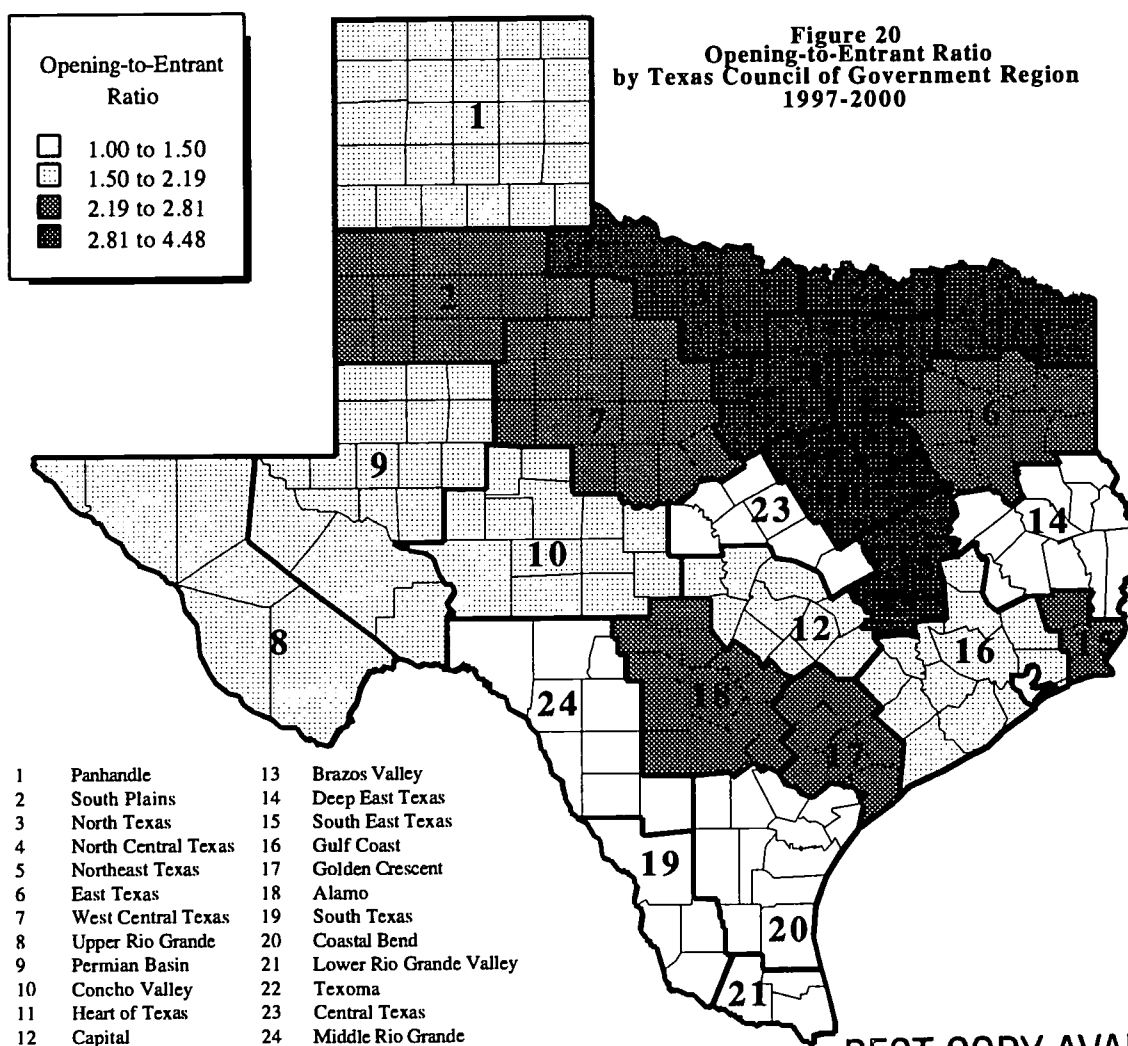 Figure 20
Opening-to-Entrant Ratio
by Texas Council of Government Region
1997-2000
Opening-to-Entrant
Ratio
1.00 to 1.50
1.50 to 2.19
2.19 to 2.81
2.81 to 4.48
1
2
7
6
9
23
14
10
8
12
16
15
18
24
17
19
20
21
1 Panhandle
2 South Plains
3 North Texas
4 North Central Texas
5 Northeast Texas
6 East Texas
7 West Central Texas
8 Upper Rio Grande
9 Permian Basin
10 Concho Valley
11 Heart of Texas
12 Capital
13 Brazos Valley
14 Deep East Texas
15 South East Texas
16 Gulf Coast
17 Golden Crescent
18 Alamo
19 South Texas
20 Coastal Bend
21 Lower Rio Grande Valley
22 Texoma
23 Central Texas
24 Middle Rio Grande
BEST COPY AVAI